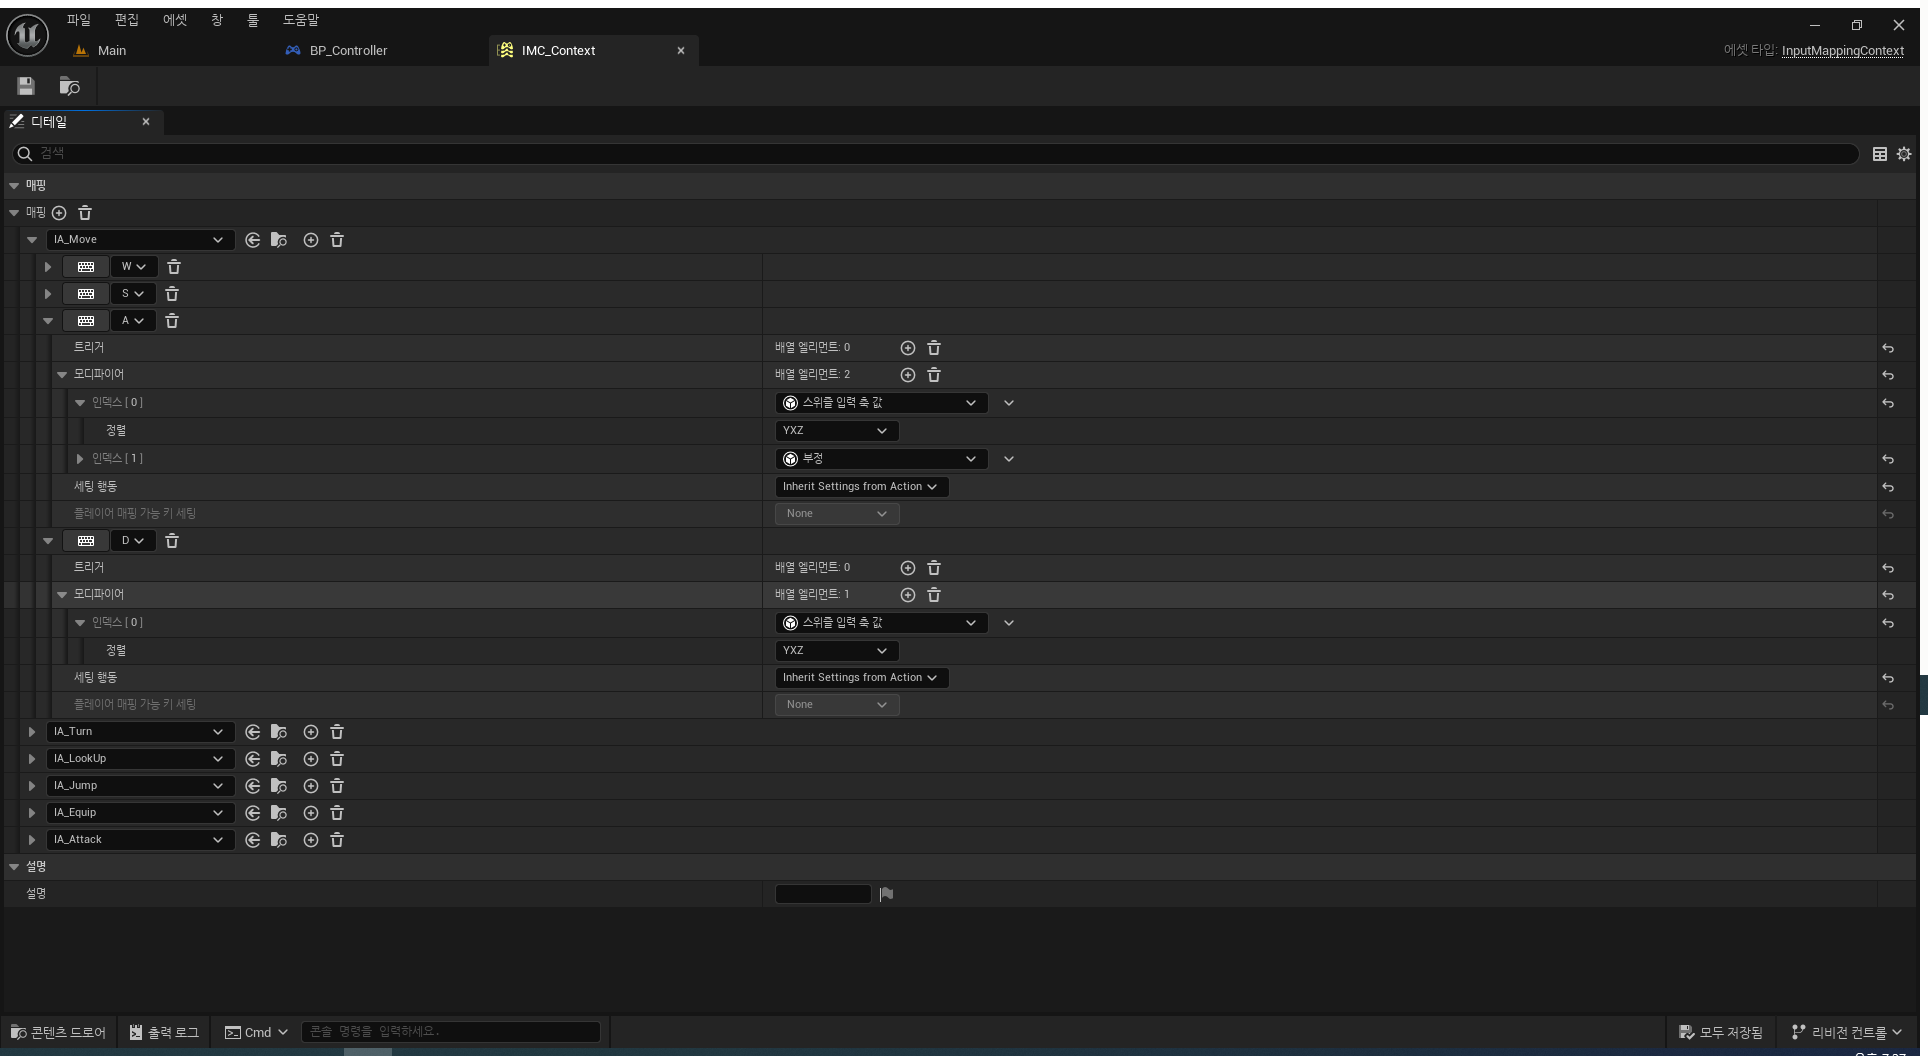 파일 편집 에셋 창 툴 도움말
Main BP_Controller IMC_Context
에셋 타입: InputMappingContext
디테일
검색
매핑
매핑
IA_Move
W
S
A
트리거 배열 엘리먼트: 0
모디파이어 배열 엘리먼트: 2
인덱스 [ 0 ] 스위즐 입력 축 값
정렬 YXZ
인덱스 [ 1 ] 부정
세팅 행동 Inherit Settings from Action
플레이어 매핑 가능 키 세팅 None
D
트리거 배열 엘리먼트: 0
모디파이어 배열 엘리먼트: 1
인덱스 [ 0 ] 스위즐 입력 축 값
정렬 YXZ
세팅 행동 Inherit Settings from Action
플레이어 매핑 가능 키 세팅 None
IA_Turn
IA_LookUp
IA_Jump
IA_Equip
IA_Attack
설명
설명
콘텐츠 드로어 출력 로그 Cmd 콘솔 명령을 입력하세요. 모두 저장됨 리비전 컨트롤